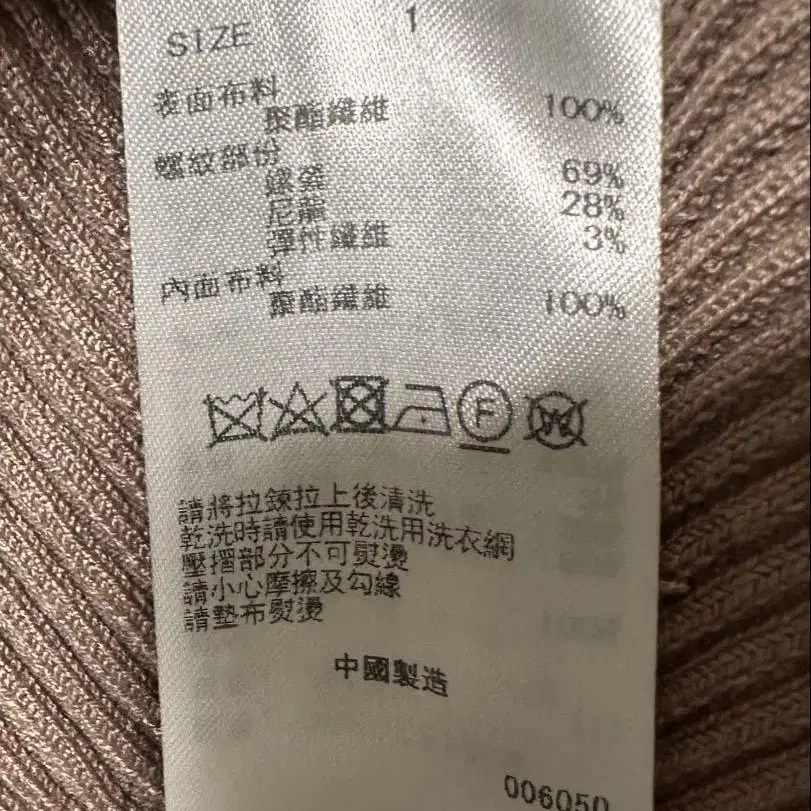 SIZE 1
表面布料
聚酯纖維 100%
螺紋部份
嫘縈 69%
尼龍 28%
彈性纖維 3%
內面布料
聚酯纖維 100%
F W
請將拉鍊拉上後清洗
乾洗時請使用乾洗用洗衣網
壓摺部分不可熨燙
請小心摩擦及勾線
請墊布熨燙
中國製造
006050